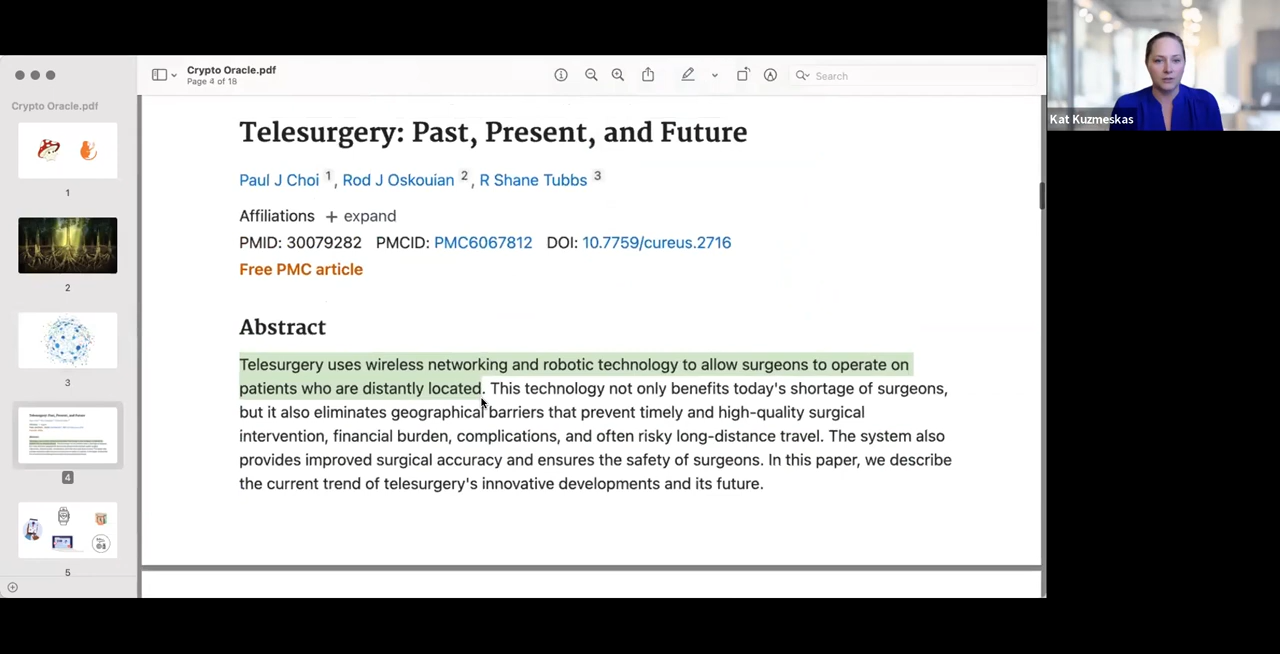 Crypto Oracle.pdf
Page 4 of 18
Search
Kat Kuzmeskas
Crypto Oracle.pdf
1
2
3
4
5
Telesurgery: Past, Present, and Future
Paul J Choi 1, Rod J Oskouian 2, R Shane Tubbs 3
Affiliations + expand
PMID: 30079282 PMCID: PMC6067812 DOI: 10.7759/cureus.2716
Free PMC article
Abstract
Telesurgery uses wireless networking and robotic technology to allow surgeons to operate on
patients who are distantly located. This technology not only benefits today's shortage of surgeons,
but it also eliminates geographical barriers that prevent timely and high-quality surgical
intervention, financial burden, complications, and often risky long-distance travel. The system also
provides improved surgical accuracy and ensures the safety of surgeons. In this paper, we describe
the current trend of telesurgery's innovative developments and its future.